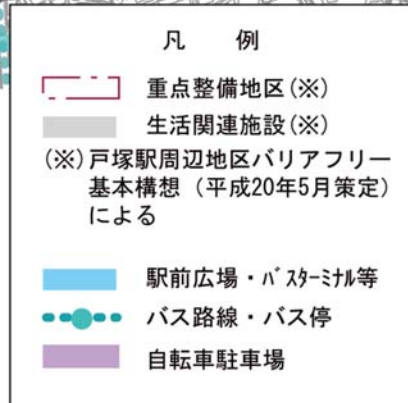 凡 例
重点整備地区(※)
生活関連施設(※)
(※)戸塚駅周辺地区バリアフリー
基本構想（平成20年5月策定）
による
駅前広場・ﾊﾞｽﾀｰﾐﾅﾙ等
バス路線・バス停
自転車駐車場